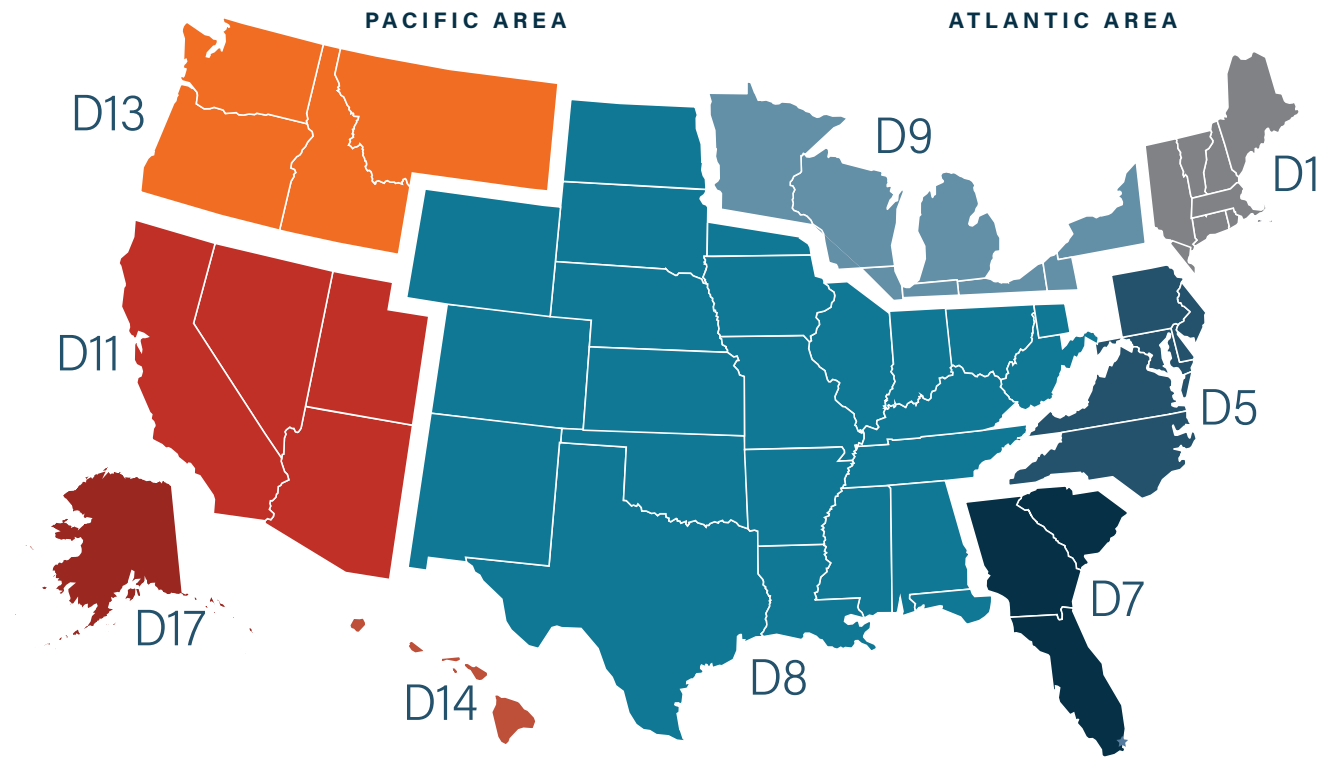 PACIFIC AREA
ATLANTIC AREA
D13
D9
D1
D11
D5
D7
D17
D8
D14